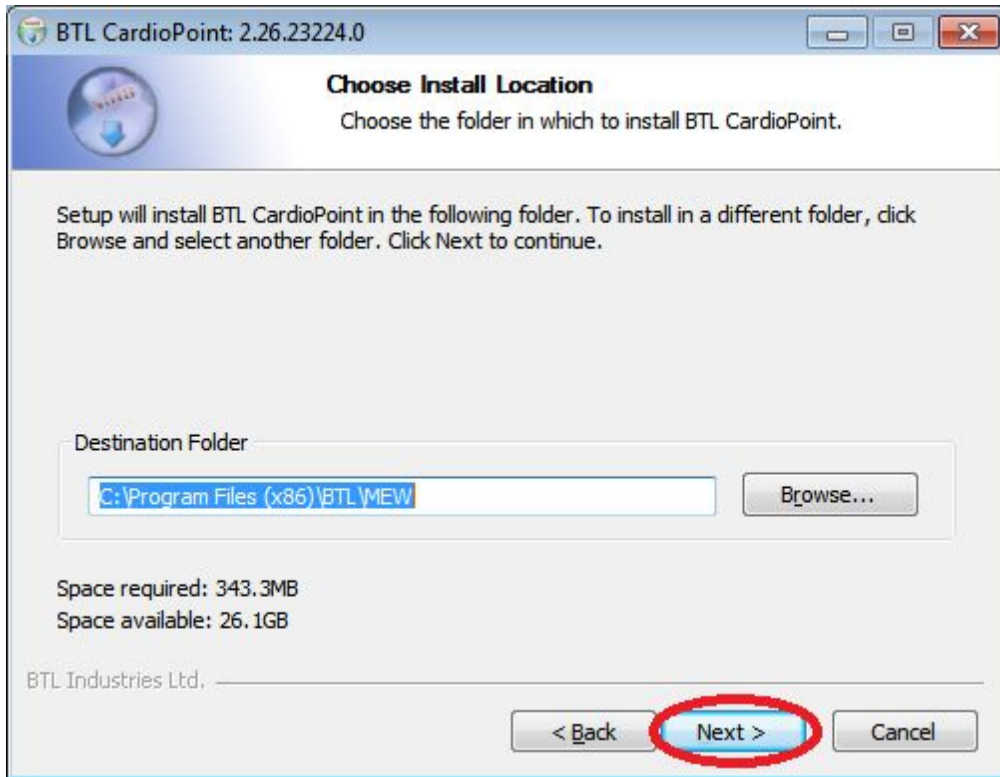 BTL CardioPoint: 2.26.23224.0
Choose Install Location
Choose the folder in which to install BTL CardioPoint.
Setup will install BTL CardioPoint in the following folder. To install in a different folder, click
Browse and select another folder. Click Next to continue.
Destination Folder
C:\Program Files (x86)\BTL\MEW
Browse...
Space required: 343.3MB
Space available: 26.1GB
BTL Industries Ltd.
< Back Next > Cancel